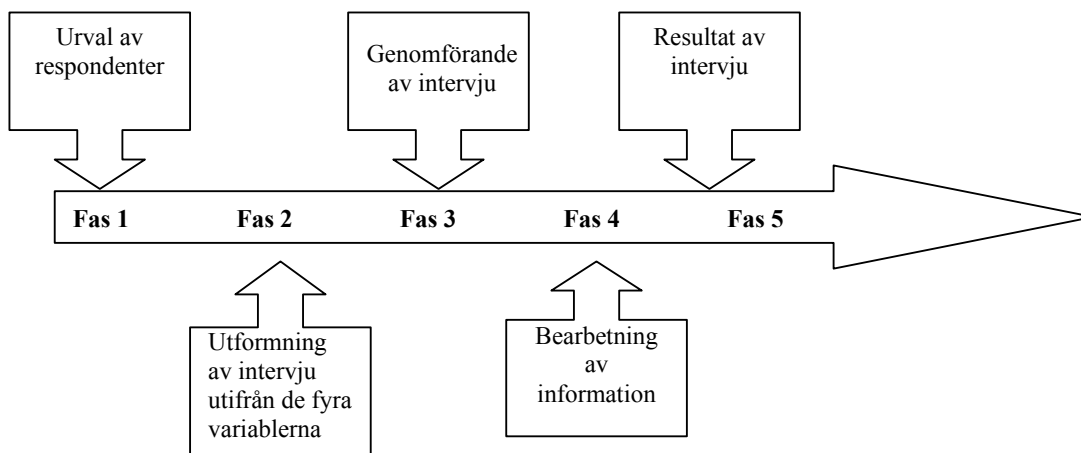 Urval av
respondenter
Genomförande
av intervju
Resultat av
intervju
Fas 1
Fas 2
Fas 3
Fas 4
Fas 5
Utformning
av intervju
utifrån de fyra
variablerna
Bearbetning
av
information